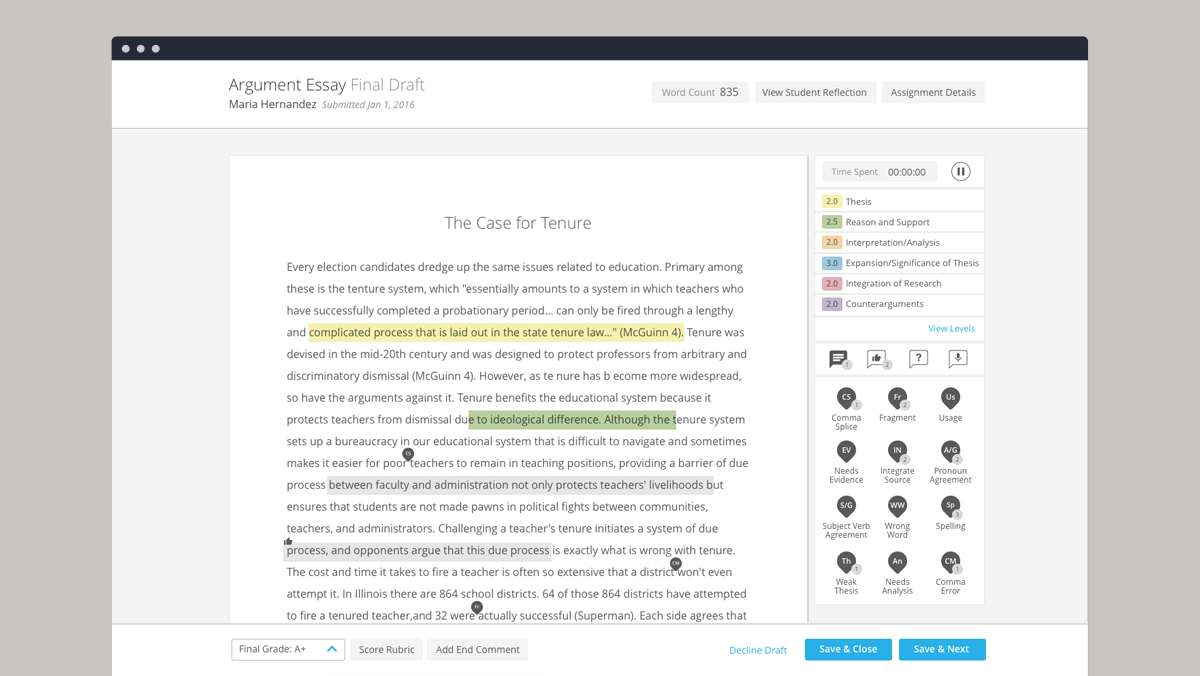 Argument Essay Final Draft
Maria Hernandez Submitted Jan 1, 2016
Word Count 835
View Student Reflection
Assignment Details
The Case for Tenure
Every election candidates dredge up the same issues related to education. Primary among
these is the tenture system, which "essentially amounts to a system in which teachers who
have successfully completed a probationary period... can only be fired through a lengthy
and complicated process that is laid out in the state tenure law..." (McGuinn 4). Tenure was
devised in the mid-20th century and was designed to protect professors from arbitrary and
discriminatory dismissal (McGuinn 4). However, as te nure has b ecome more widespread,
so have the arguments against it. Tenure benefits the educational system because it
protects teachers from dismissal due to ideological difference. Although the tenure system
sets up a bureaucracy in our educational system that is difficult to navigate and sometimes
CS
makes it easier for poor teachers to remain in teaching positions, providing a barrier of due
process between faculty and administration not only protects teachers' livelihoods but
ensures that students are not made pawns in political fights between communities,
teachers, and administrators. Challenging a teacher's tenure initiates a system of due
process, and opponents argue that this due process is exactly what is wrong with tenure.
CM
The cost and time it takes to fire a teacher is often so extensive that a district won't even
attempt it. In Illinois there are 864 school districts. 64 of those 864 districts have attempted
Fr
to fire a tenured teacher,and 32 were actually successful (Superman). Each side agrees that
Time Spent 00:00:00
2.0 Thesis
2.5 Reason and Support
2.0 Interpretation/Analysis
3.0 Expansion/Significance of Thesis
2.0 Integration of Research
2.0 Counterarguments
View Levels
1
2
?
CS 1
Comma
Splice
Fr 2
Fragment
Us
Usage
EV
Needs
Evidence
IN 2
Integrate
Source
A/G 2
Pronoun
Agreement
S/G
Subject Verb
Agreement
WW
Wrong
Word
Sp 3
Spelling
Th 1
Weak
Thesis
An
Needs
Analysis
CM 1
Comma
Error
Final Grade: A+
Score Rubric
Add End Comment
Decline Draft
Save & Close
Save & Next